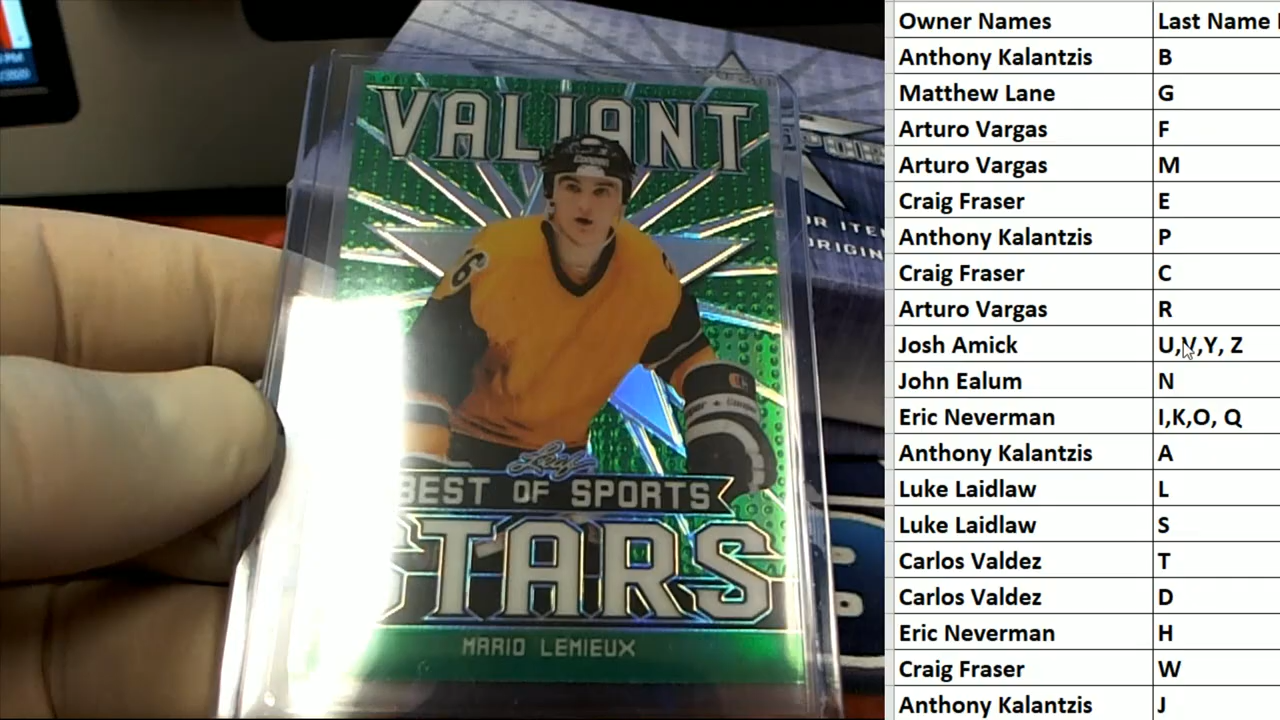 VALIANT
Cooper
Leaf
BEST OF SPORTS
STARS
MARIO LEMIEUX
Owner Names Last Name
Anthony Kalantzis B
Matthew Lane G
Arturo Vargas F
Arturo Vargas M
Craig Fraser E
Anthony Kalantzis P
Craig Fraser C
Arturo Vargas R
Josh Amick U,V,Y, Z
John Ealum N
Eric Neverman I,K,O, Q
Anthony Kalantzis A
Luke Laidlaw L
Luke Laidlaw S
Carlos Valdez T
Carlos Valdez D
Eric Neverman H
Craig Fraser W
Anthony Kalantzis J